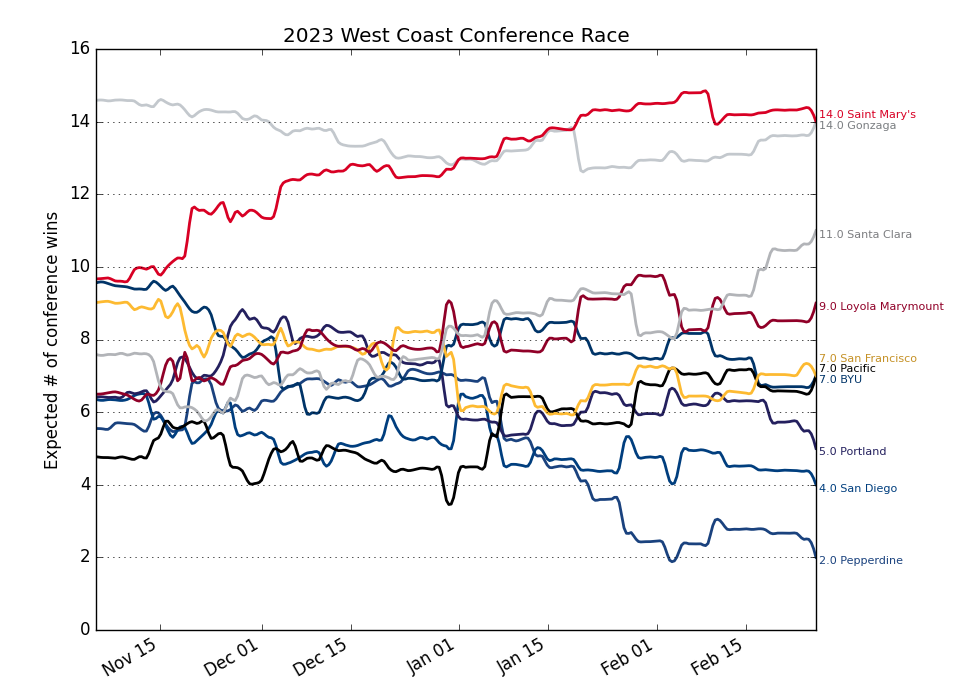 2023 West Coast Conference Race
Expected # of conference wins
16
14
12
10
8
6
4
2
0
14.0 Saint Mary's
14.0 Gonzaga
11.0 Santa Clara
9.0 Loyola Marymount
7.0 San Francisco
7.0 Pacific
7.0 BYU
5.0 Portland
4.0 San Diego
2.0 Pepperdine
Nov 15
Dec 01
Dec 15
Jan 01
Jan 15
Feb 01
Feb 15